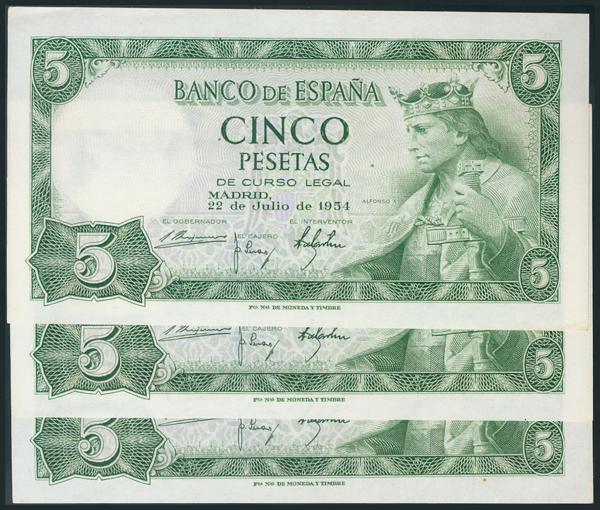 5 5
BANCO DE ESPAÑA
CINCO
PESETAS
DE CURSO LEGAL
MADRID,
22 de Julio de 1954
ALFONSO X
EL GOBERNADOR EL INTERVENTOR
EL CAJERO
5 5
Fca Nal DE MONEDA Y TIMBRE
EL CAJERO
5 5
Fca Nal DE MONEDA Y TIMBRE
5 5
Fca Nal DE MONEDA Y TIMBRE